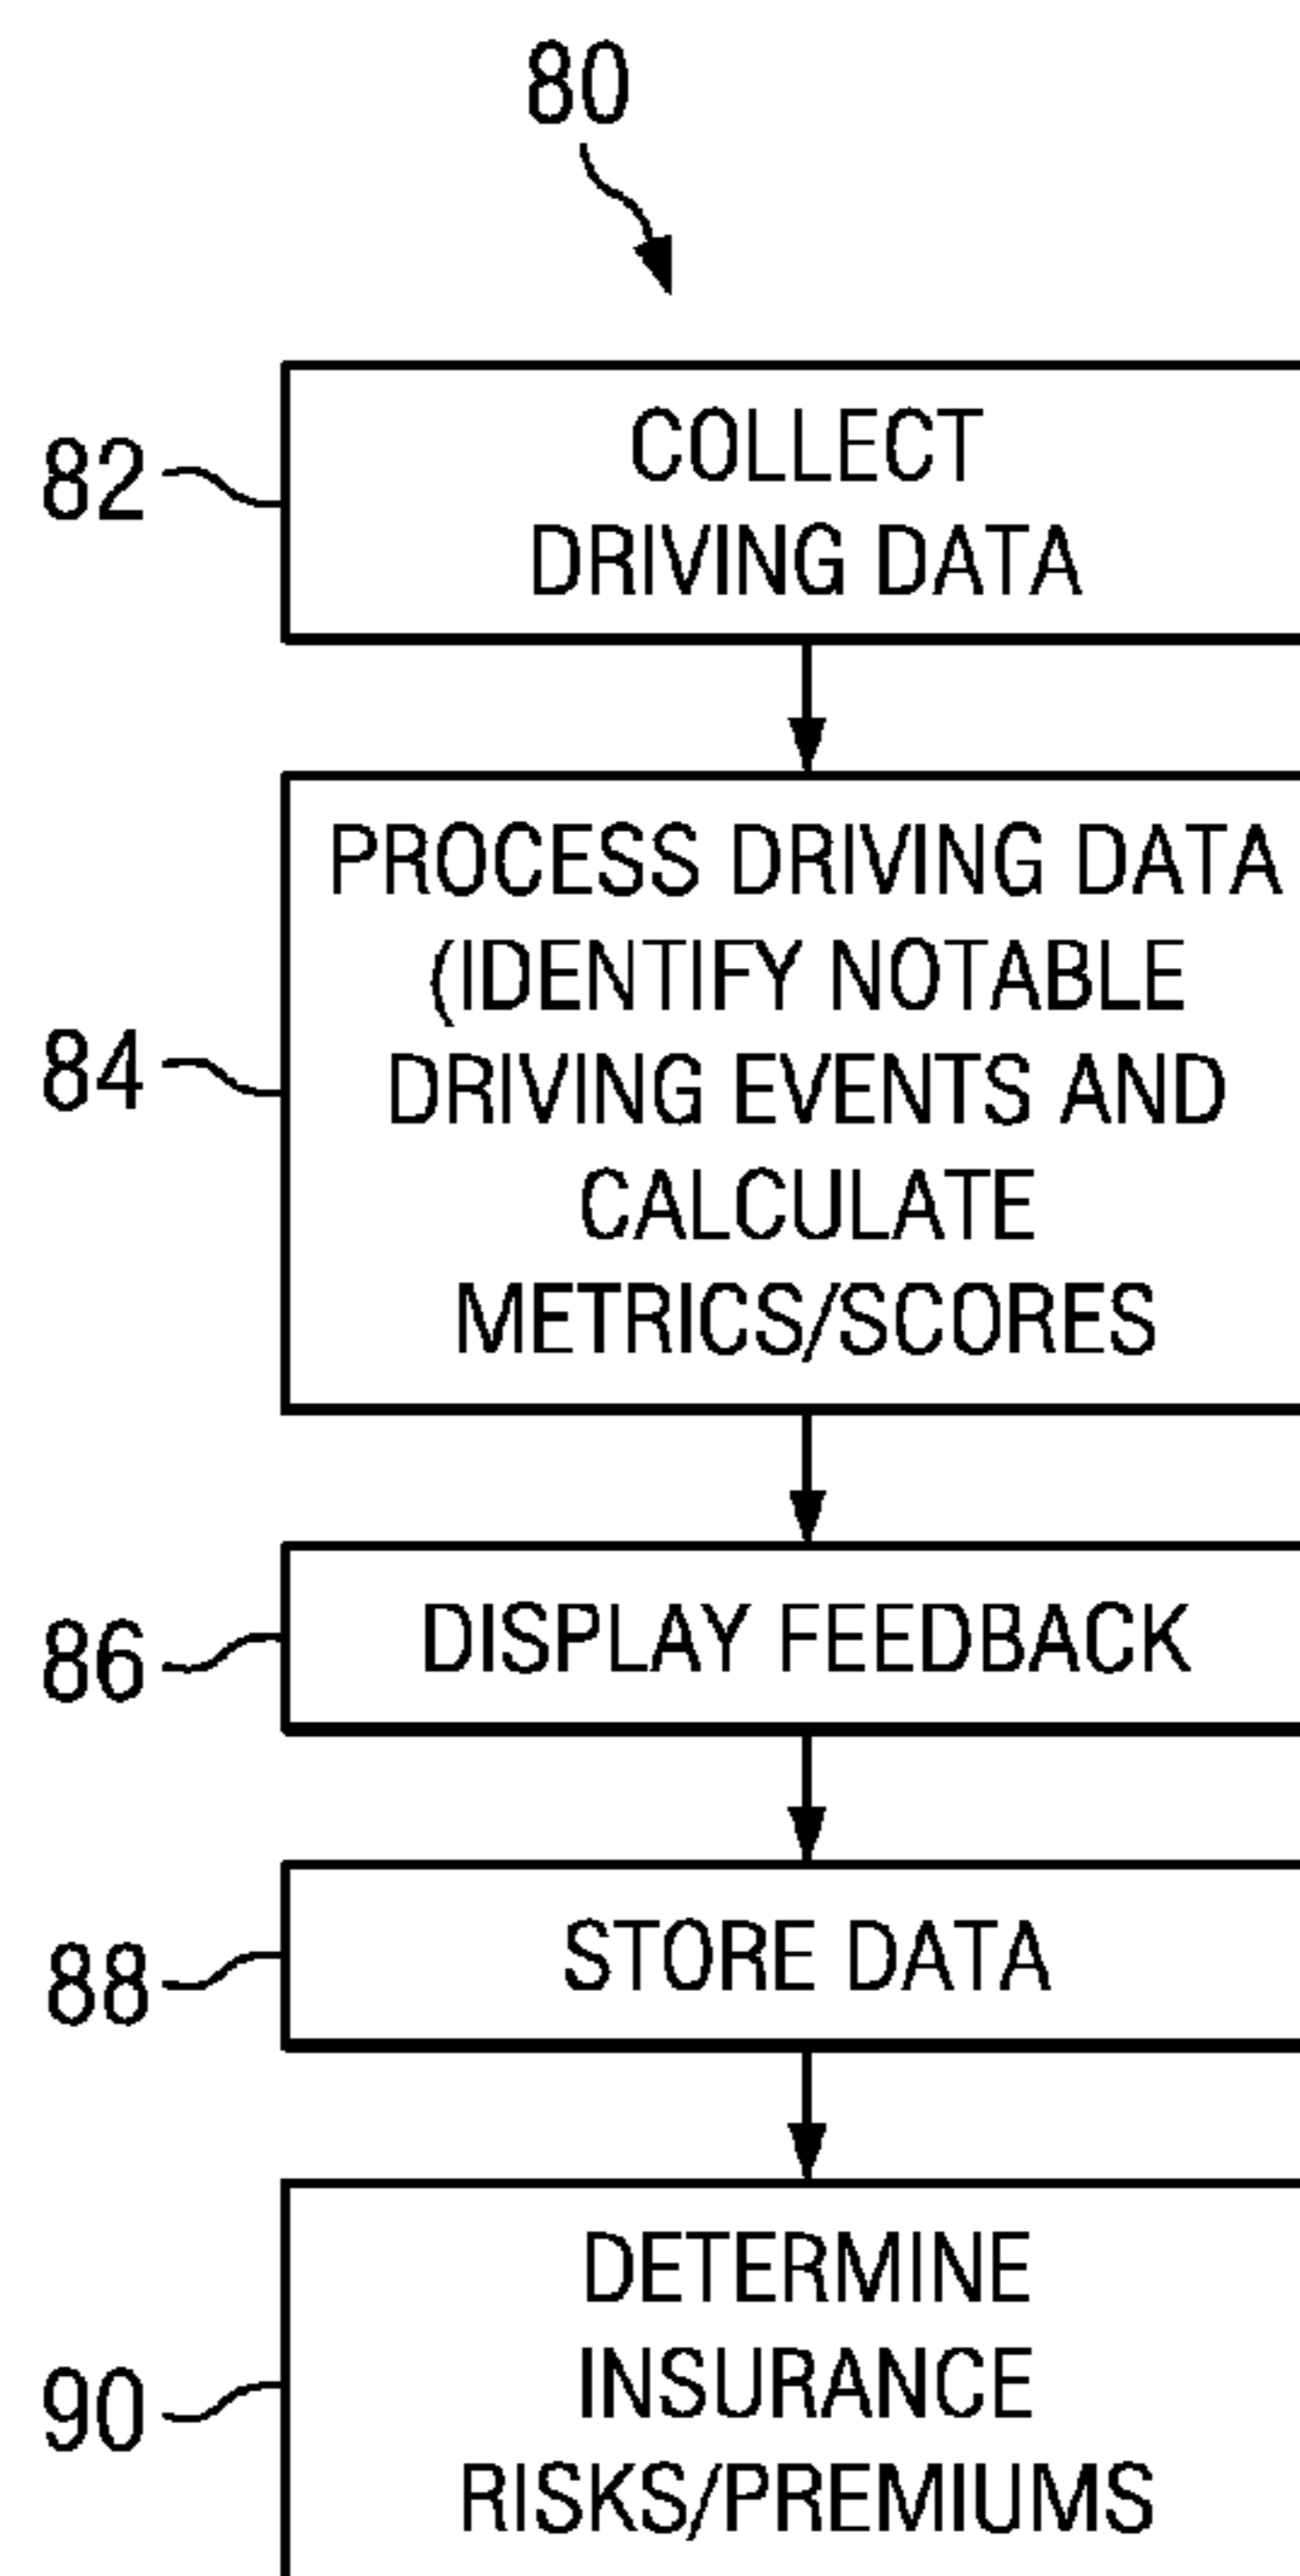 80
82
COLLECT
DRIVING DATA
84
PROCESS DRIVING DATA
(IDENTIFY NOTABLE
DRIVING EVENTS AND
CALCULATE
METRICS/SCORES
86
DISPLAY FEEDBACK
88
STORE DATA
90
DETERMINE
INSURANCE
RISKS/PREMIUMS